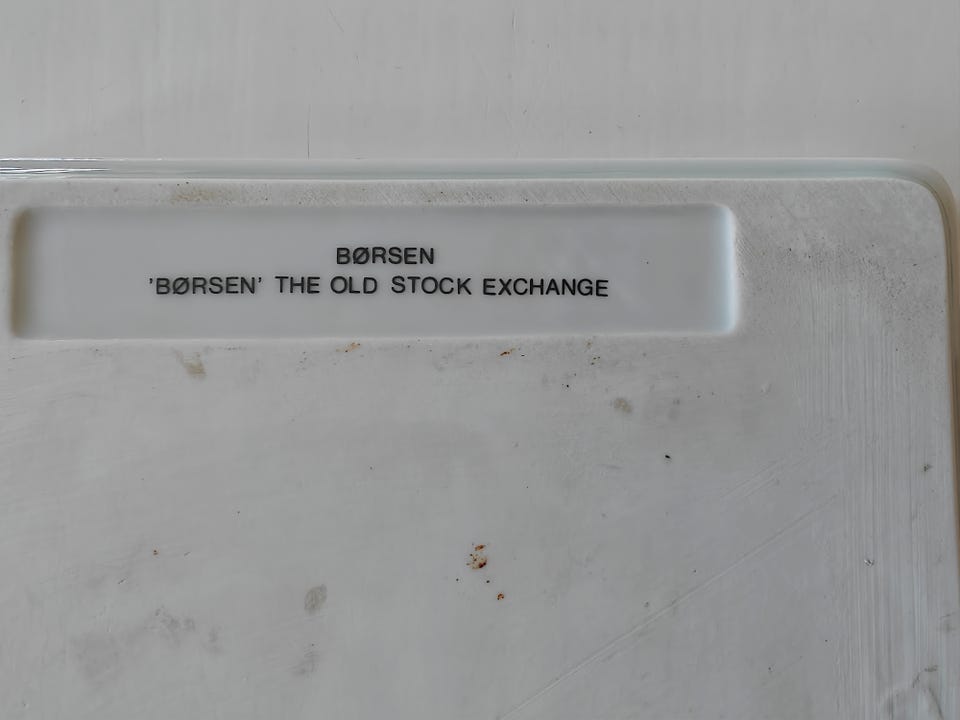 BØRSEN
'BØRSEN' THE OLD STOCK EXCHANGE